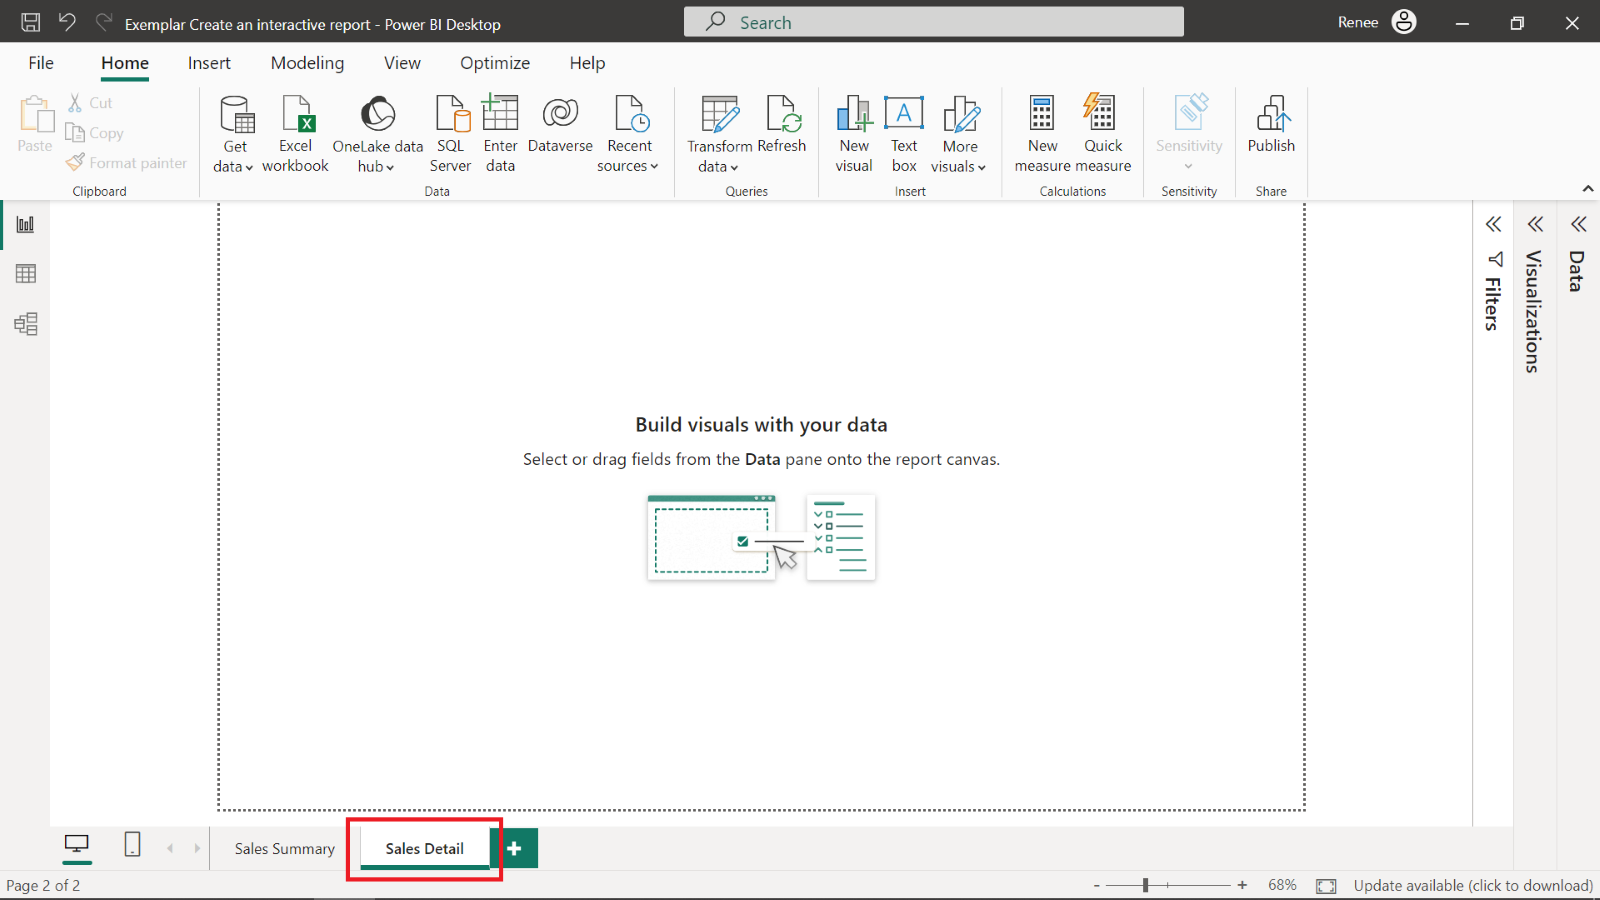 Exemplar Create an interactive report - Power BI Desktop
Search
Renee
File
Home
Insert
Modeling
View
Optimize
Help
Paste
Cut
Copy
Format painter
Clipboard
Get
data
Excel
workbook
OneLake data
hub
SQL
Server
Enter
data
Dataverse
Recent
sources
Data
Transform
data
Refresh
Queries
New
visual
A
Text
box
More
visuals
Insert
New
measure
Quick
measure
Calculations
Sensitivity
Sensitivity
Publish
Share
Filters
Visualizations
Data
Build visuals with your data
Select or drag fields from the Data pane onto the report canvas.
Sales Summary
Sales Detail
+
Page 2 of 2
- + 68%
Update available (click to download)